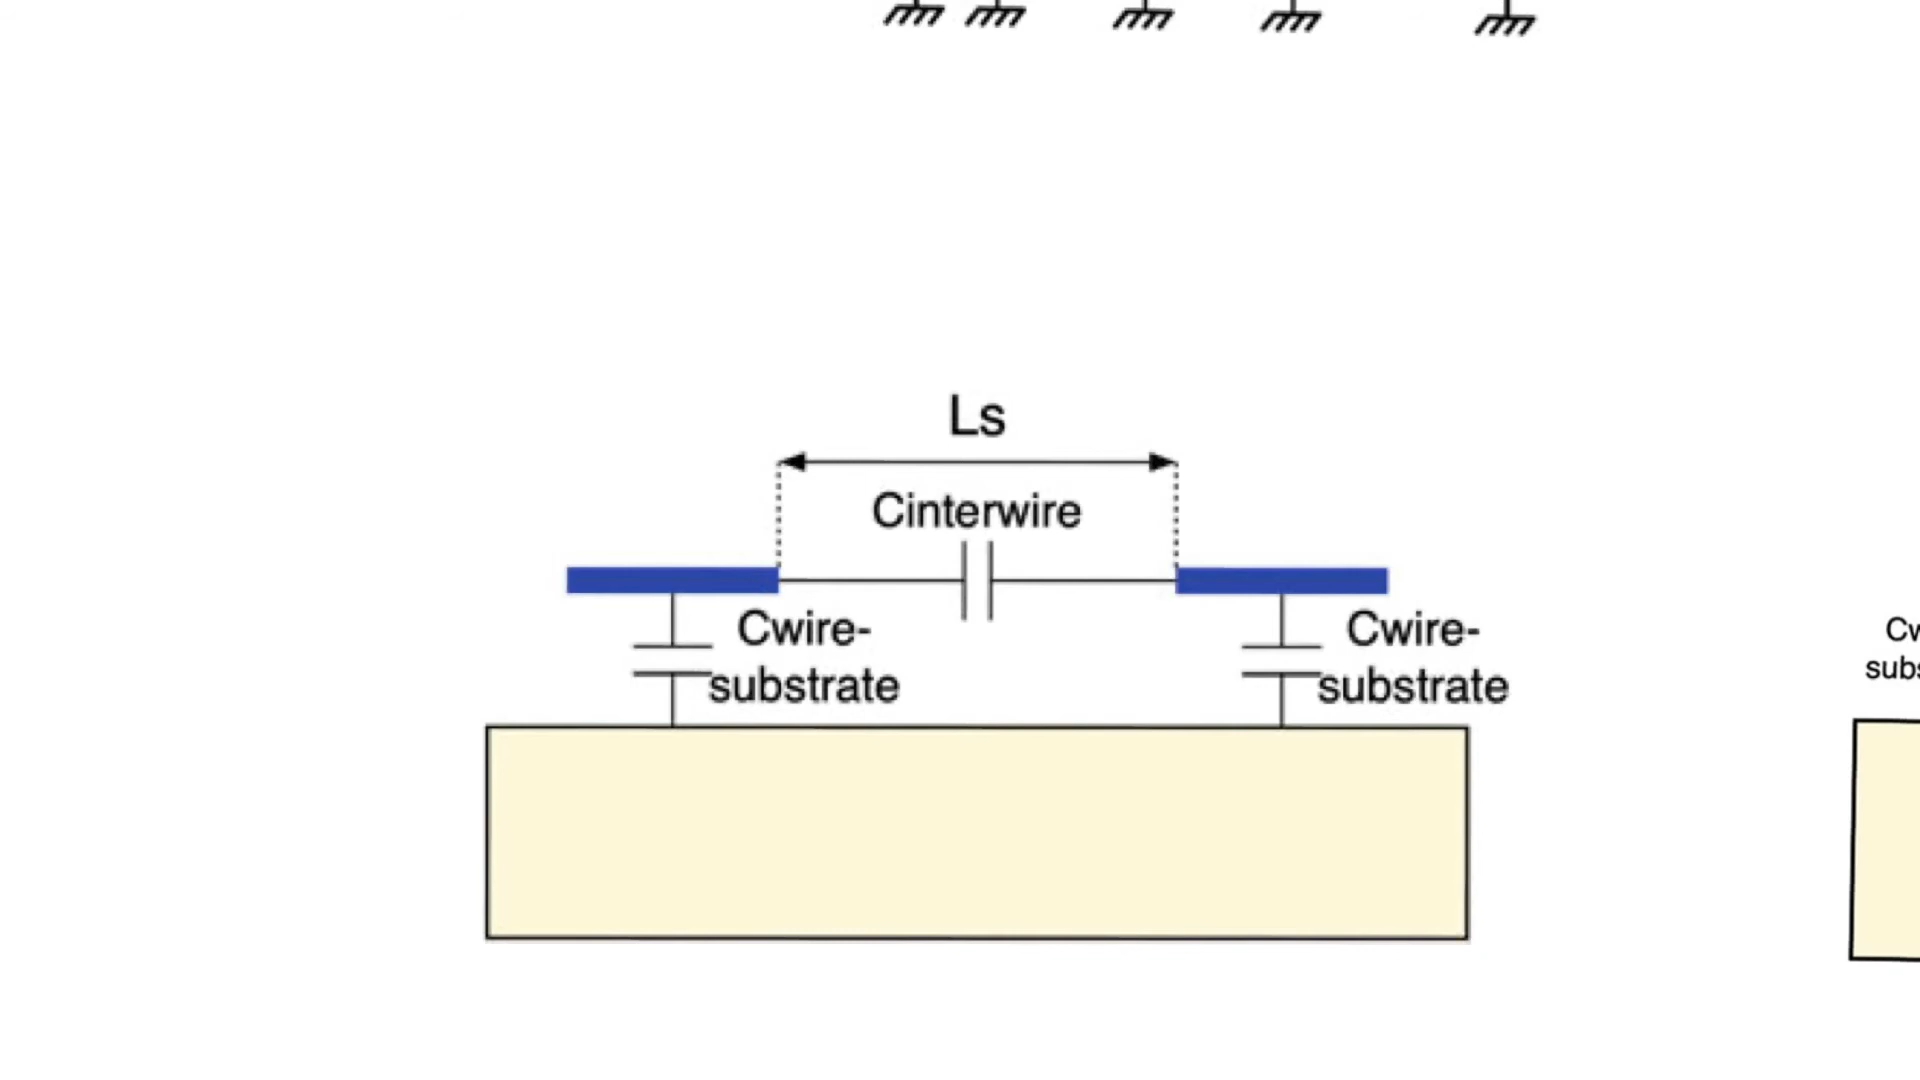 Ls
Cinterwire
Cwire-
substrate
Cwire-
substrate